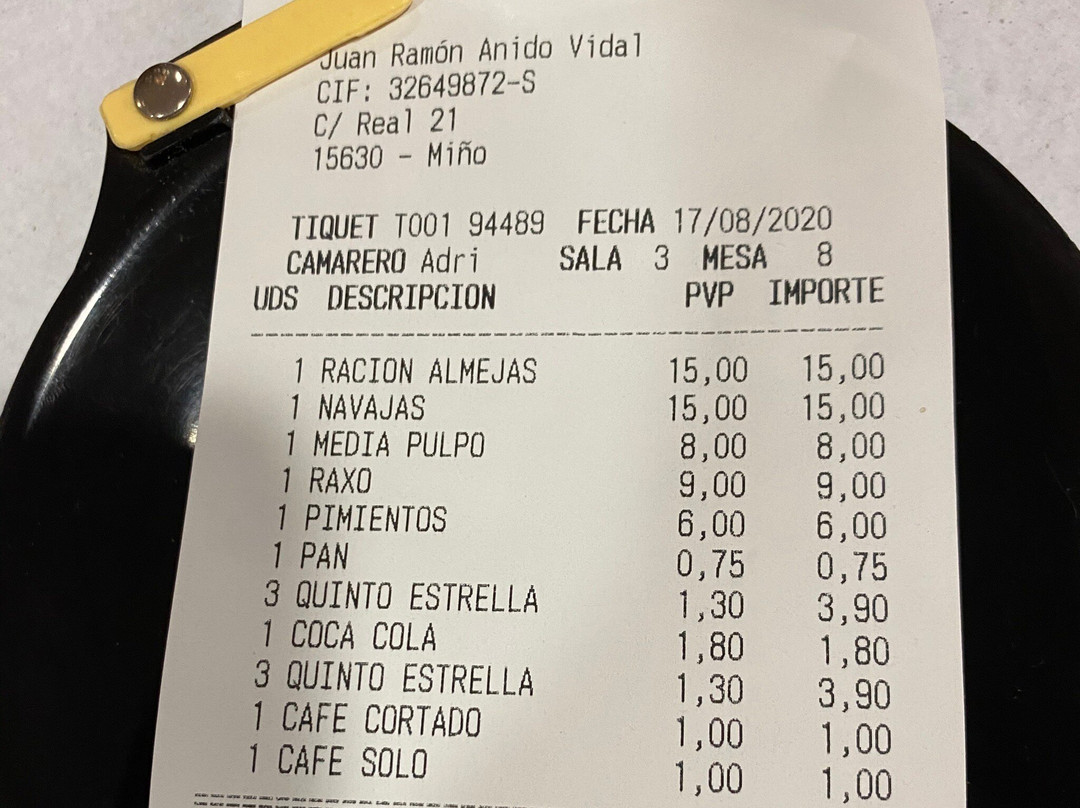 Juan Ramón Anido Vidal
CIF: 32649872-S
C/ Real 21
15630 - Miño
TIQUET T001 94489 FECHA 17/08/2020
CAMARERO Adri SALA 3 MESA 8
UDS DESCRIPCION PVP IMPORTE
1 RACION ALMEJAS 15,00 15,00
1 NAVAJAS 15,00 15,00
1 MEDIA PULPO 8,00 8,00
1 RAXO 9,00 9,00
1 PIMIENTOS 6,00 6,00
1 PAN 0,75 0,75
3 QUINTO ESTRELLA 1,30 3,90
1 COCA COLA 1,80 1,80
3 QUINTO ESTRELLA 1,30 3,90
1 CAFE CORTADO 1,00 1,00
1 CAFE SOLO 1,00 1,00